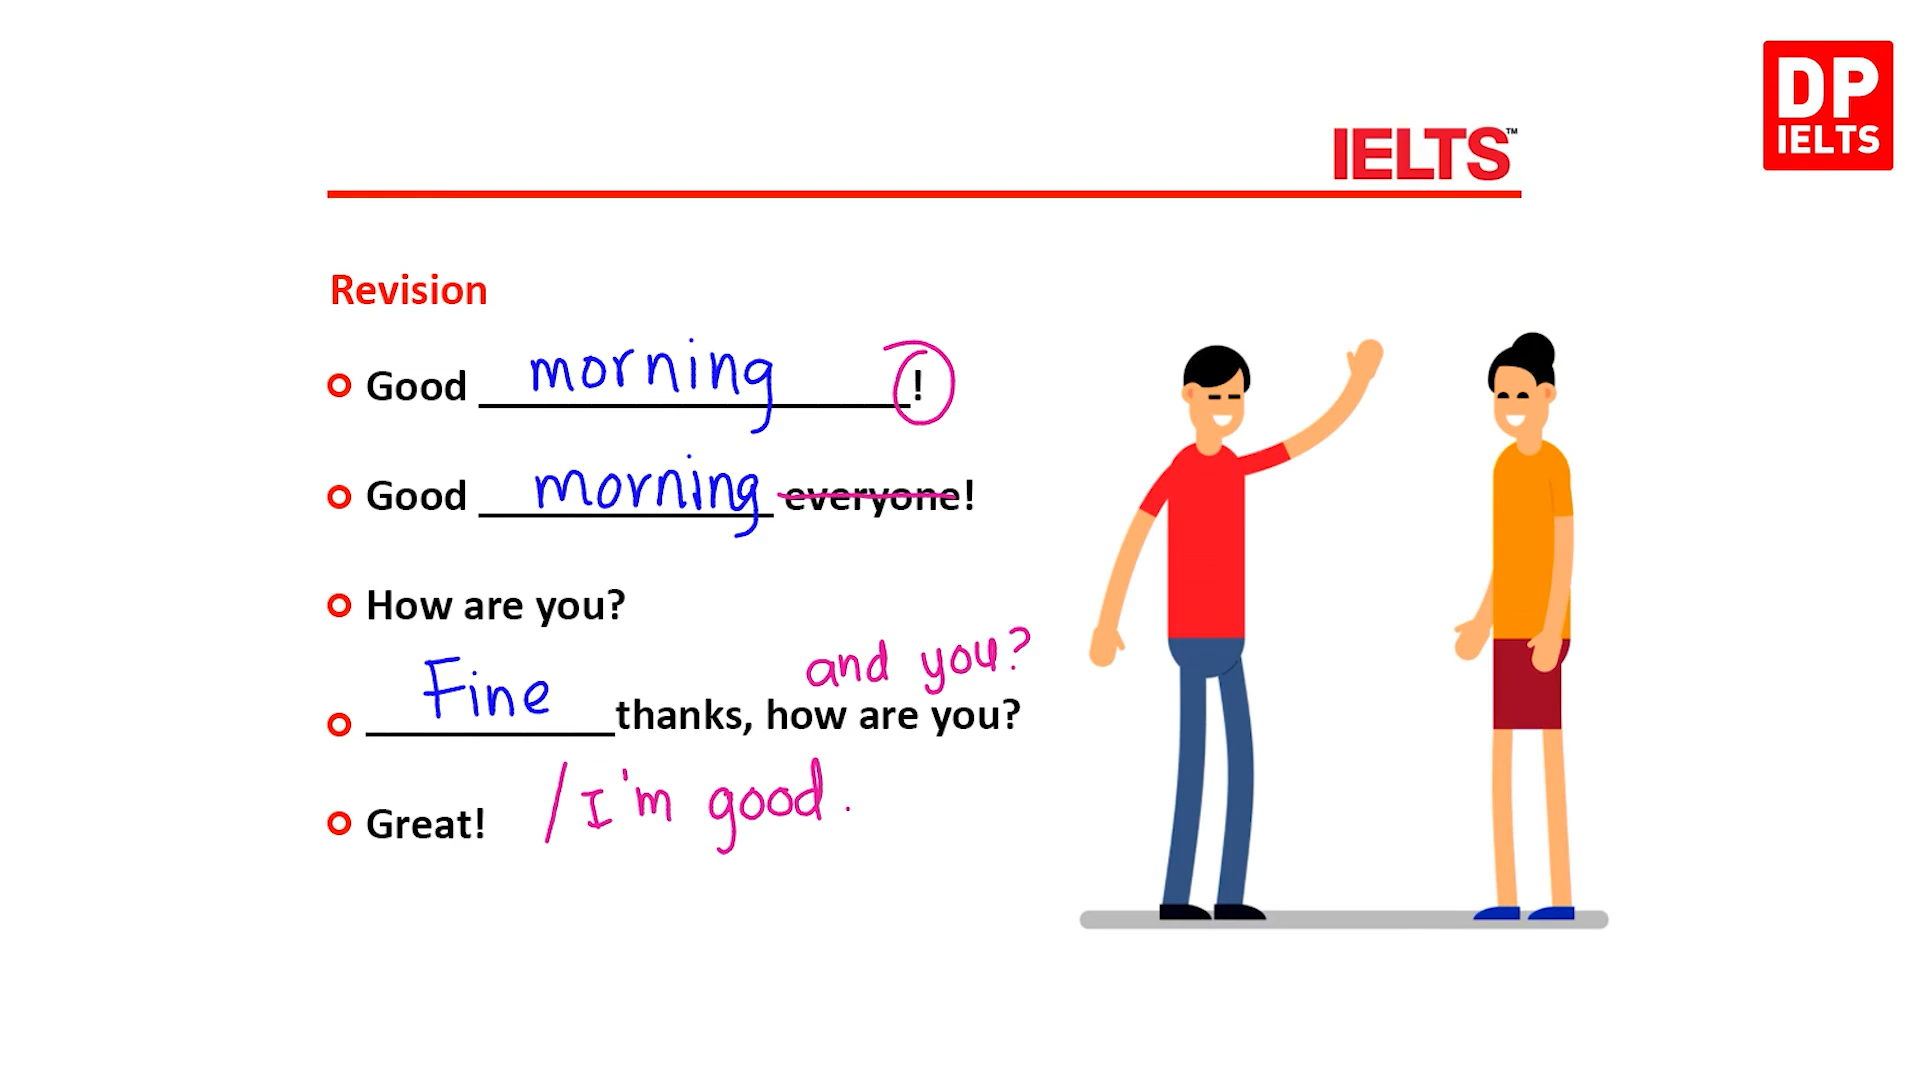 DP
IELTS
IELTS™
Revision
Good morning !
Good morning everyone!
How are you?
and you?
Fine thanks, how are you?
Great! / I'm good.